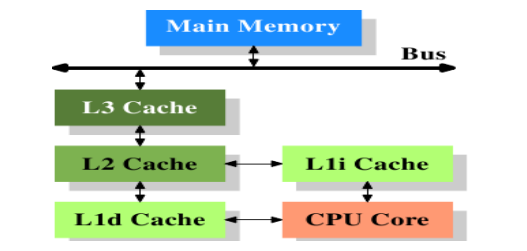 Main Memory
Bus
L3 Cache
L2 Cache
L1i Cache
L1d Cache
CPU Core